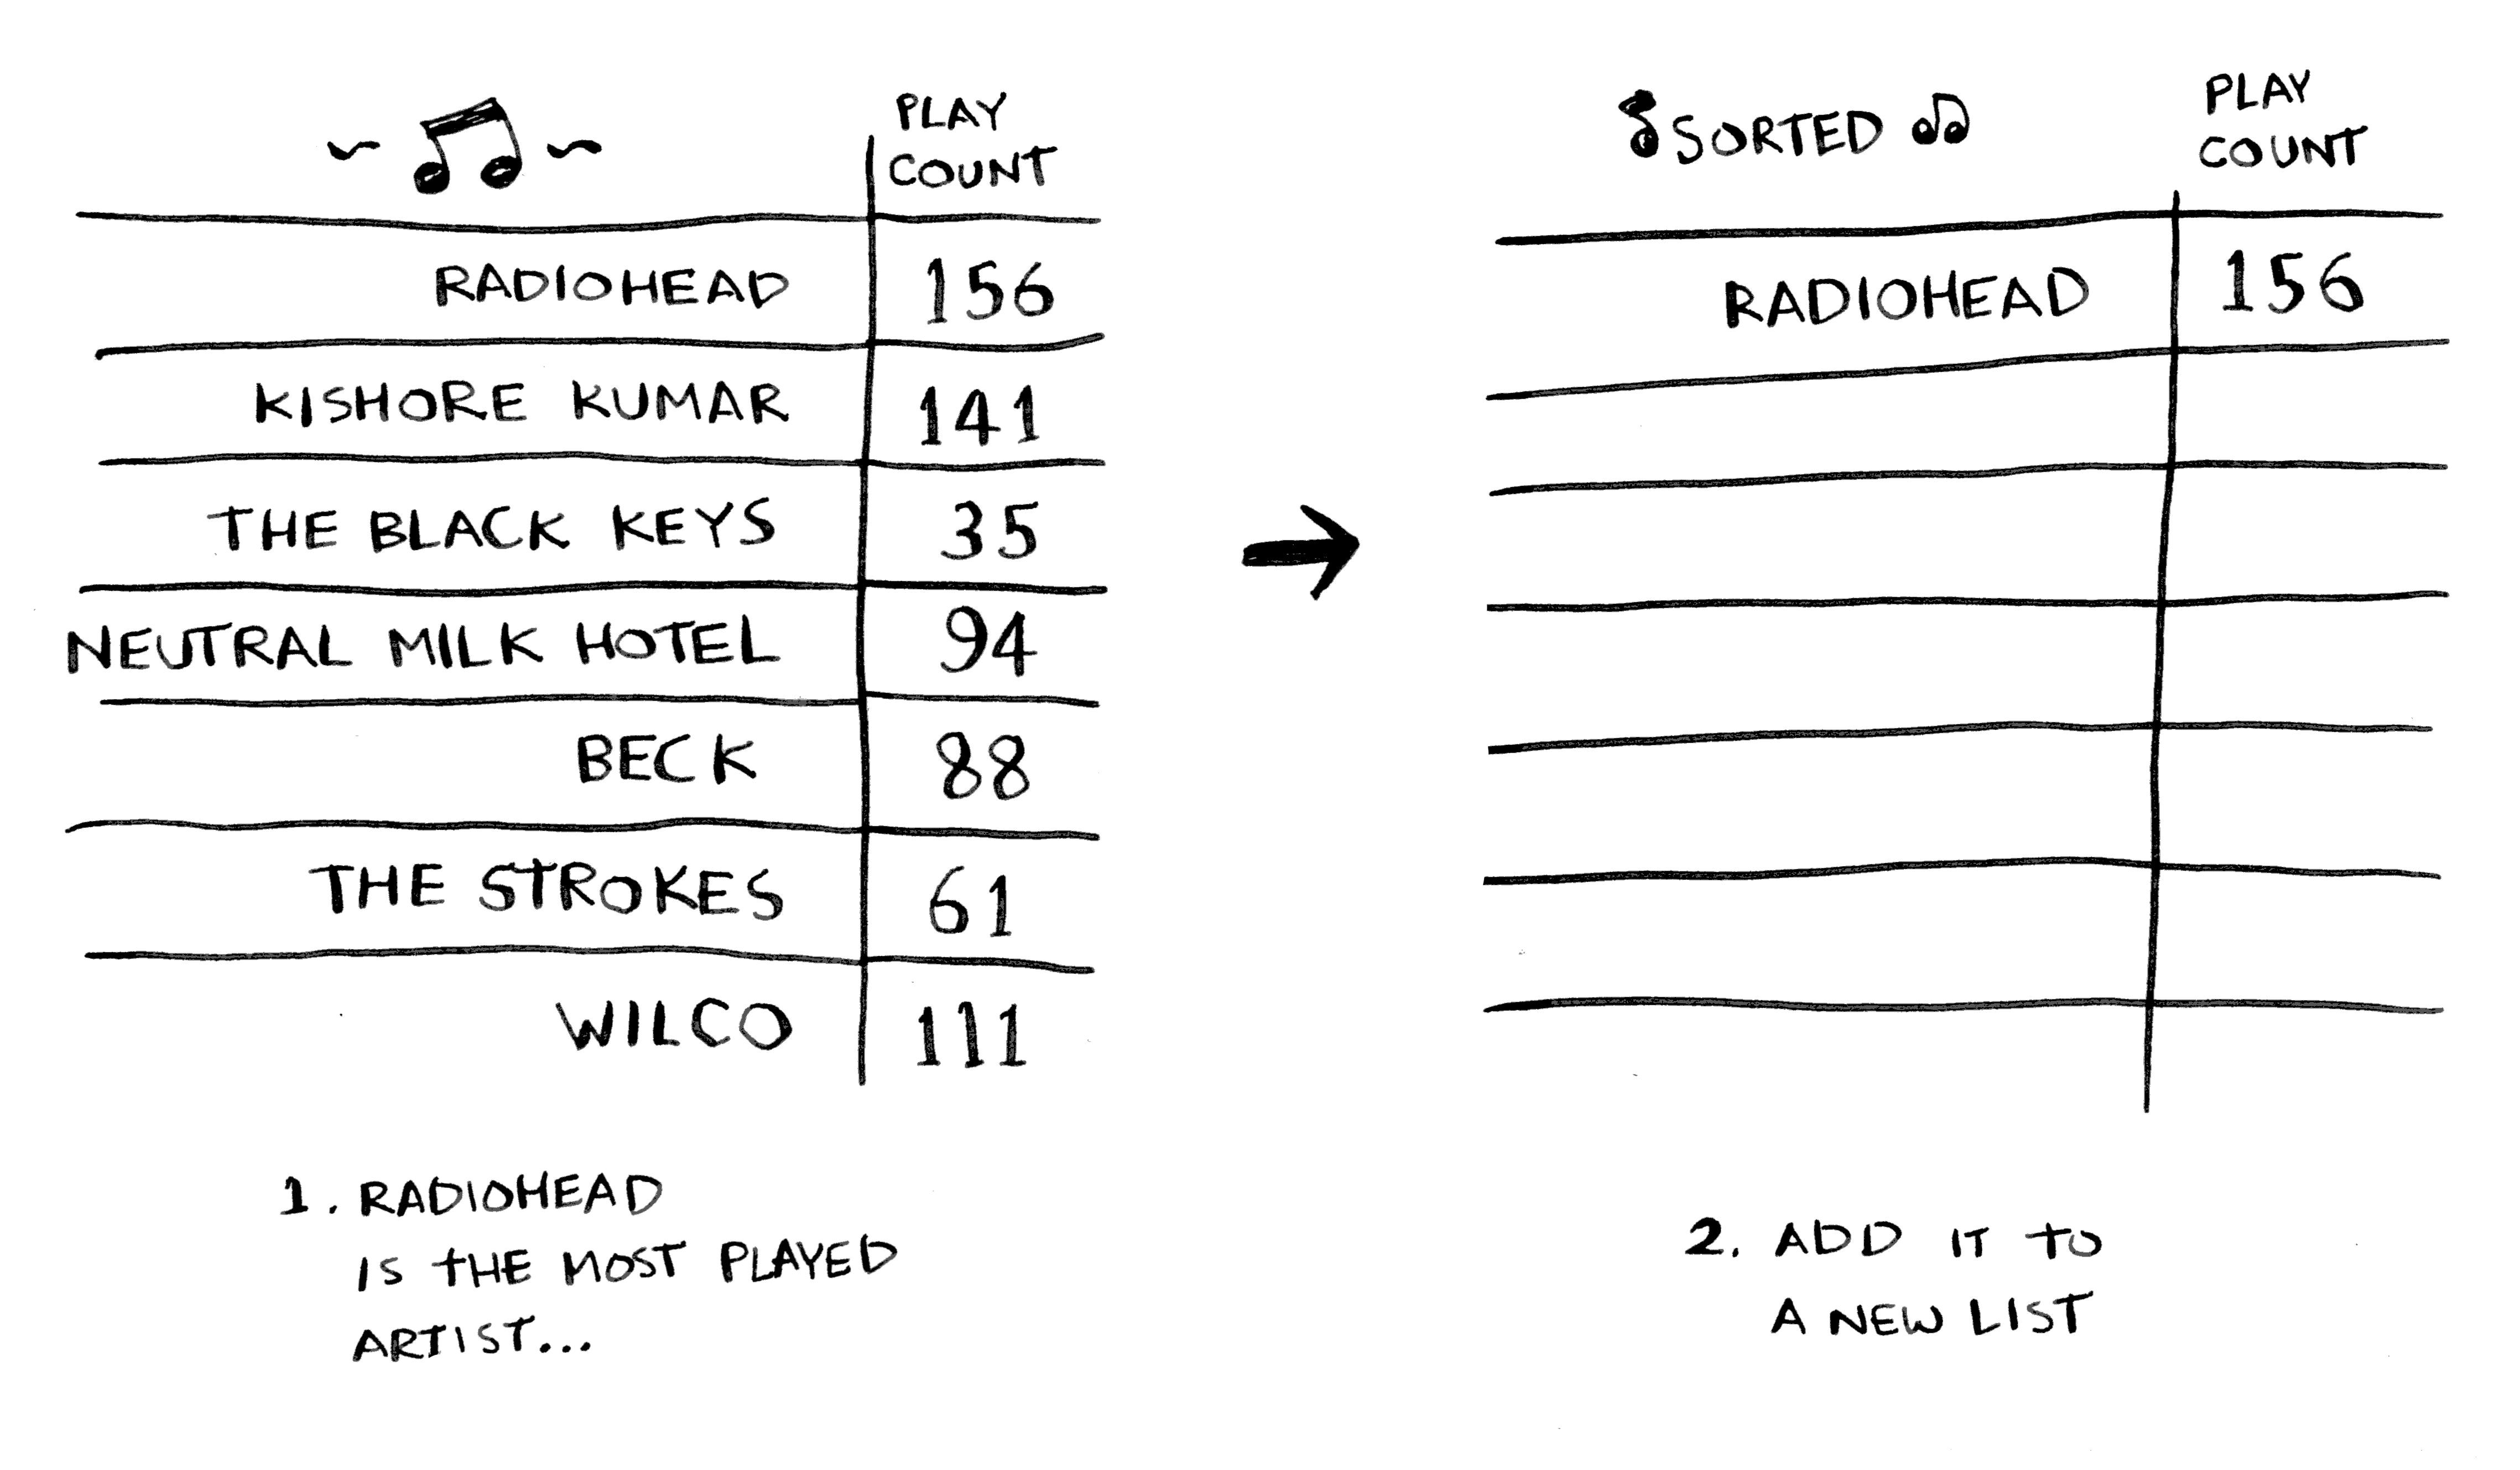 PLAY
COUNT
RADIOHEAD 156
KISHORE KUMAR 141
THE BLACK KEYS 35
NEUTRAL MILK HOTEL 94
BECK 88
THE STROKES 61
WILCO 111
1. RADIOHEAD
IS THE MOST PLAYED
ARTIST...
SORTED
PLAY
COUNT
RADIOHEAD 156
2. ADD IT TO
A NEW LIST